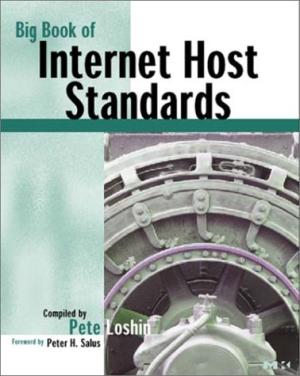 Big Book of
Internet Host
Standards
Compiled by
Pete Loshin
Foreword by Peter H. Salus